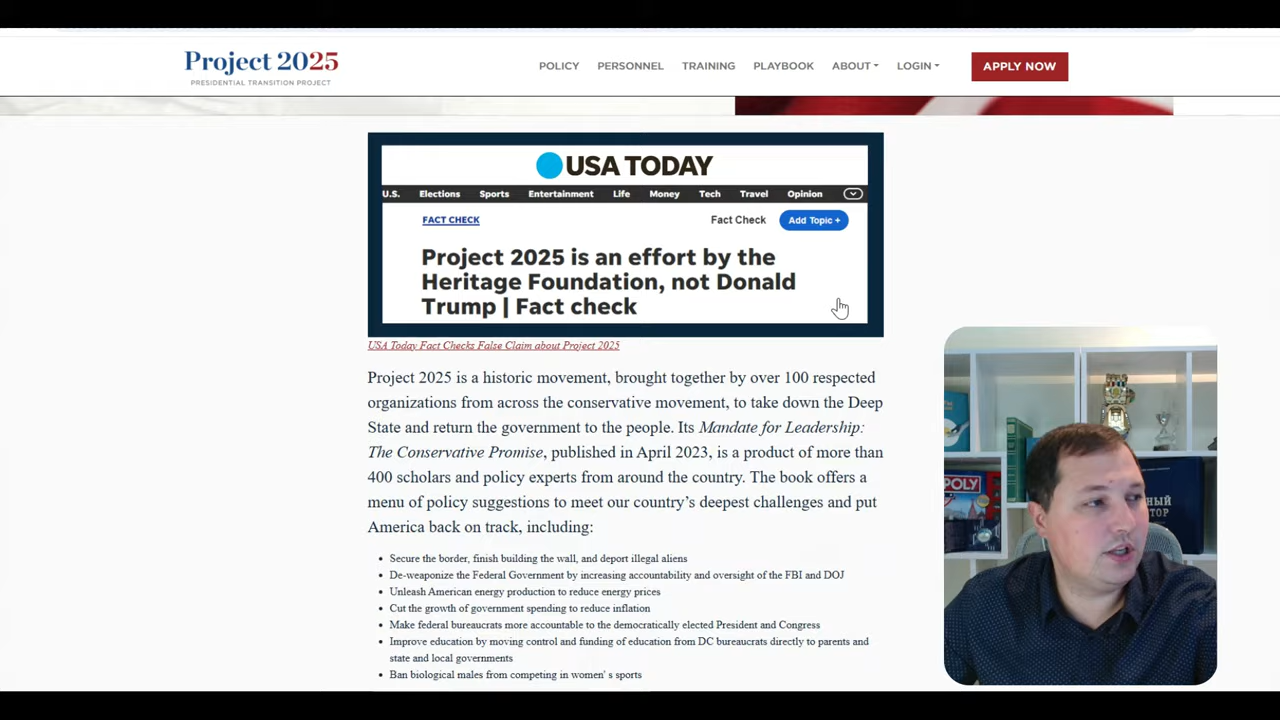 Project 2025
PRESIDENTIAL TRANSITION PROJECT
POLICY PERSONNEL TRAINING PLAYBOOK ABOUT LOGIN APPLY NOW
USA TODAY
U.S. Elections Sports Entertainment Life Money Tech Travel Opinion
FACT CHECK Fact Check Add Topic +
Project 2025 is an effort by the
Heritage Foundation, not Donald
Trump | Fact check
USA Today Fact Checks False Claim about Project 2025
Project 2025 is a historic movement, brought together by over 100 respected
organizations from across the conservative movement, to take down the Deep
State and return the government to the people. Its Mandate for Leadership:
The Conservative Promise, published in April 2023, is a product of more than
400 scholars and policy experts from around the country. The book offers a
menu of policy suggestions to meet our country's deepest challenges and put
America back on track, including:
• Secure the border, finish building the wall, and deport illegal aliens
• De-weaponize the Federal Government by increasing accountability and oversight of the FBI and DOJ
• Unleash American energy production to reduce energy prices
• Cut the growth of government spending to reduce inflation
• Make federal bureaucrats more accountable to the democratically elected President and Congress
• Improve education by moving control and funding of education from DC bureaucrats directly to parents and
state and local governments
• Ban biological males from competing in women' s sports